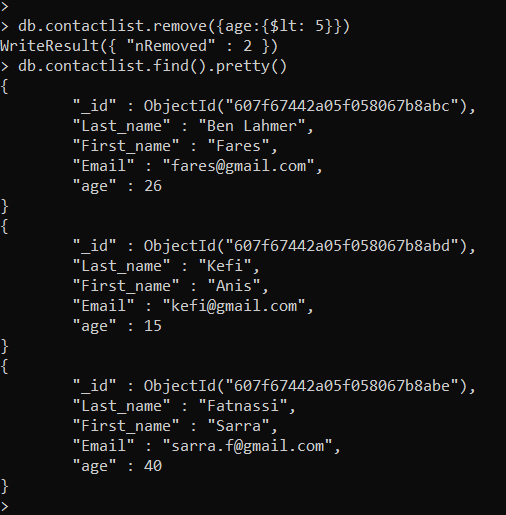 >
> db.contactlist.remove({age:{$lt: 5}})
WriteResult({ "nRemoved" : 2 })
> db.contactlist.find().pretty()
{
        "_id" : ObjectId("607f67442a05f058067b8abc"),
        "Last_name" : "Ben Lahmer",
        "First_name" : "Fares",
        "Email" : "fares@gmail.com",
        "age" : 26
}
{
        "_id" : ObjectId("607f67442a05f058067b8abd"),
        "Last_name" : "Kefi",
        "First_name" : "Anis",
        "Email" : "kefi@gmail.com",
        "age" : 15
}
{
        "_id" : ObjectId("607f67442a05f058067b8abe"),
        "Last_name" : "Fatnassi",
        "First_name" : "Sarra",
        "Email" : "sarra.f@gmail.com",
        "age" : 40
}
>